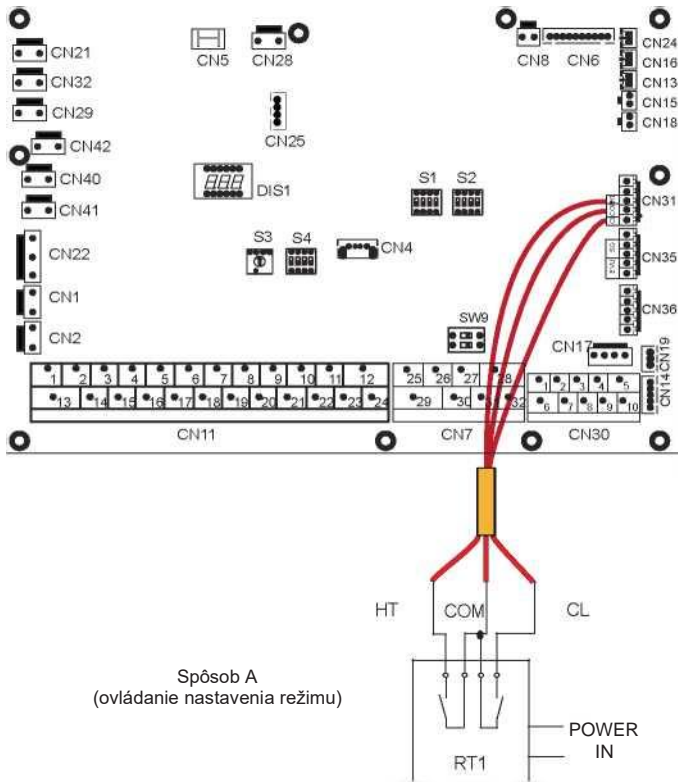 CN21
CN32
CN29
CN42
CN40
CN41
CN22
CN1
CN2
CN5
CN28
CN25
DIS1
S1 S2
S3 S4
CN4
SW9
CN8 CN6
CN24
CN16
CN13
CN15
CN18
CN31
CN35
CN36
CN17
CN19
CN14
1 2 3 4 5 6 7 8 9 10 11 12
13 14 15 16 17 18 19 20 21 22 23 24
CN11
25 26 27 28
29 30 31 32
CN7
1 2 3 4 5
6 7 8 9 10
CN30
HT COM CL
Spôsob A
(ovládanie nastavenia režimu)
RT1
POWER
IN